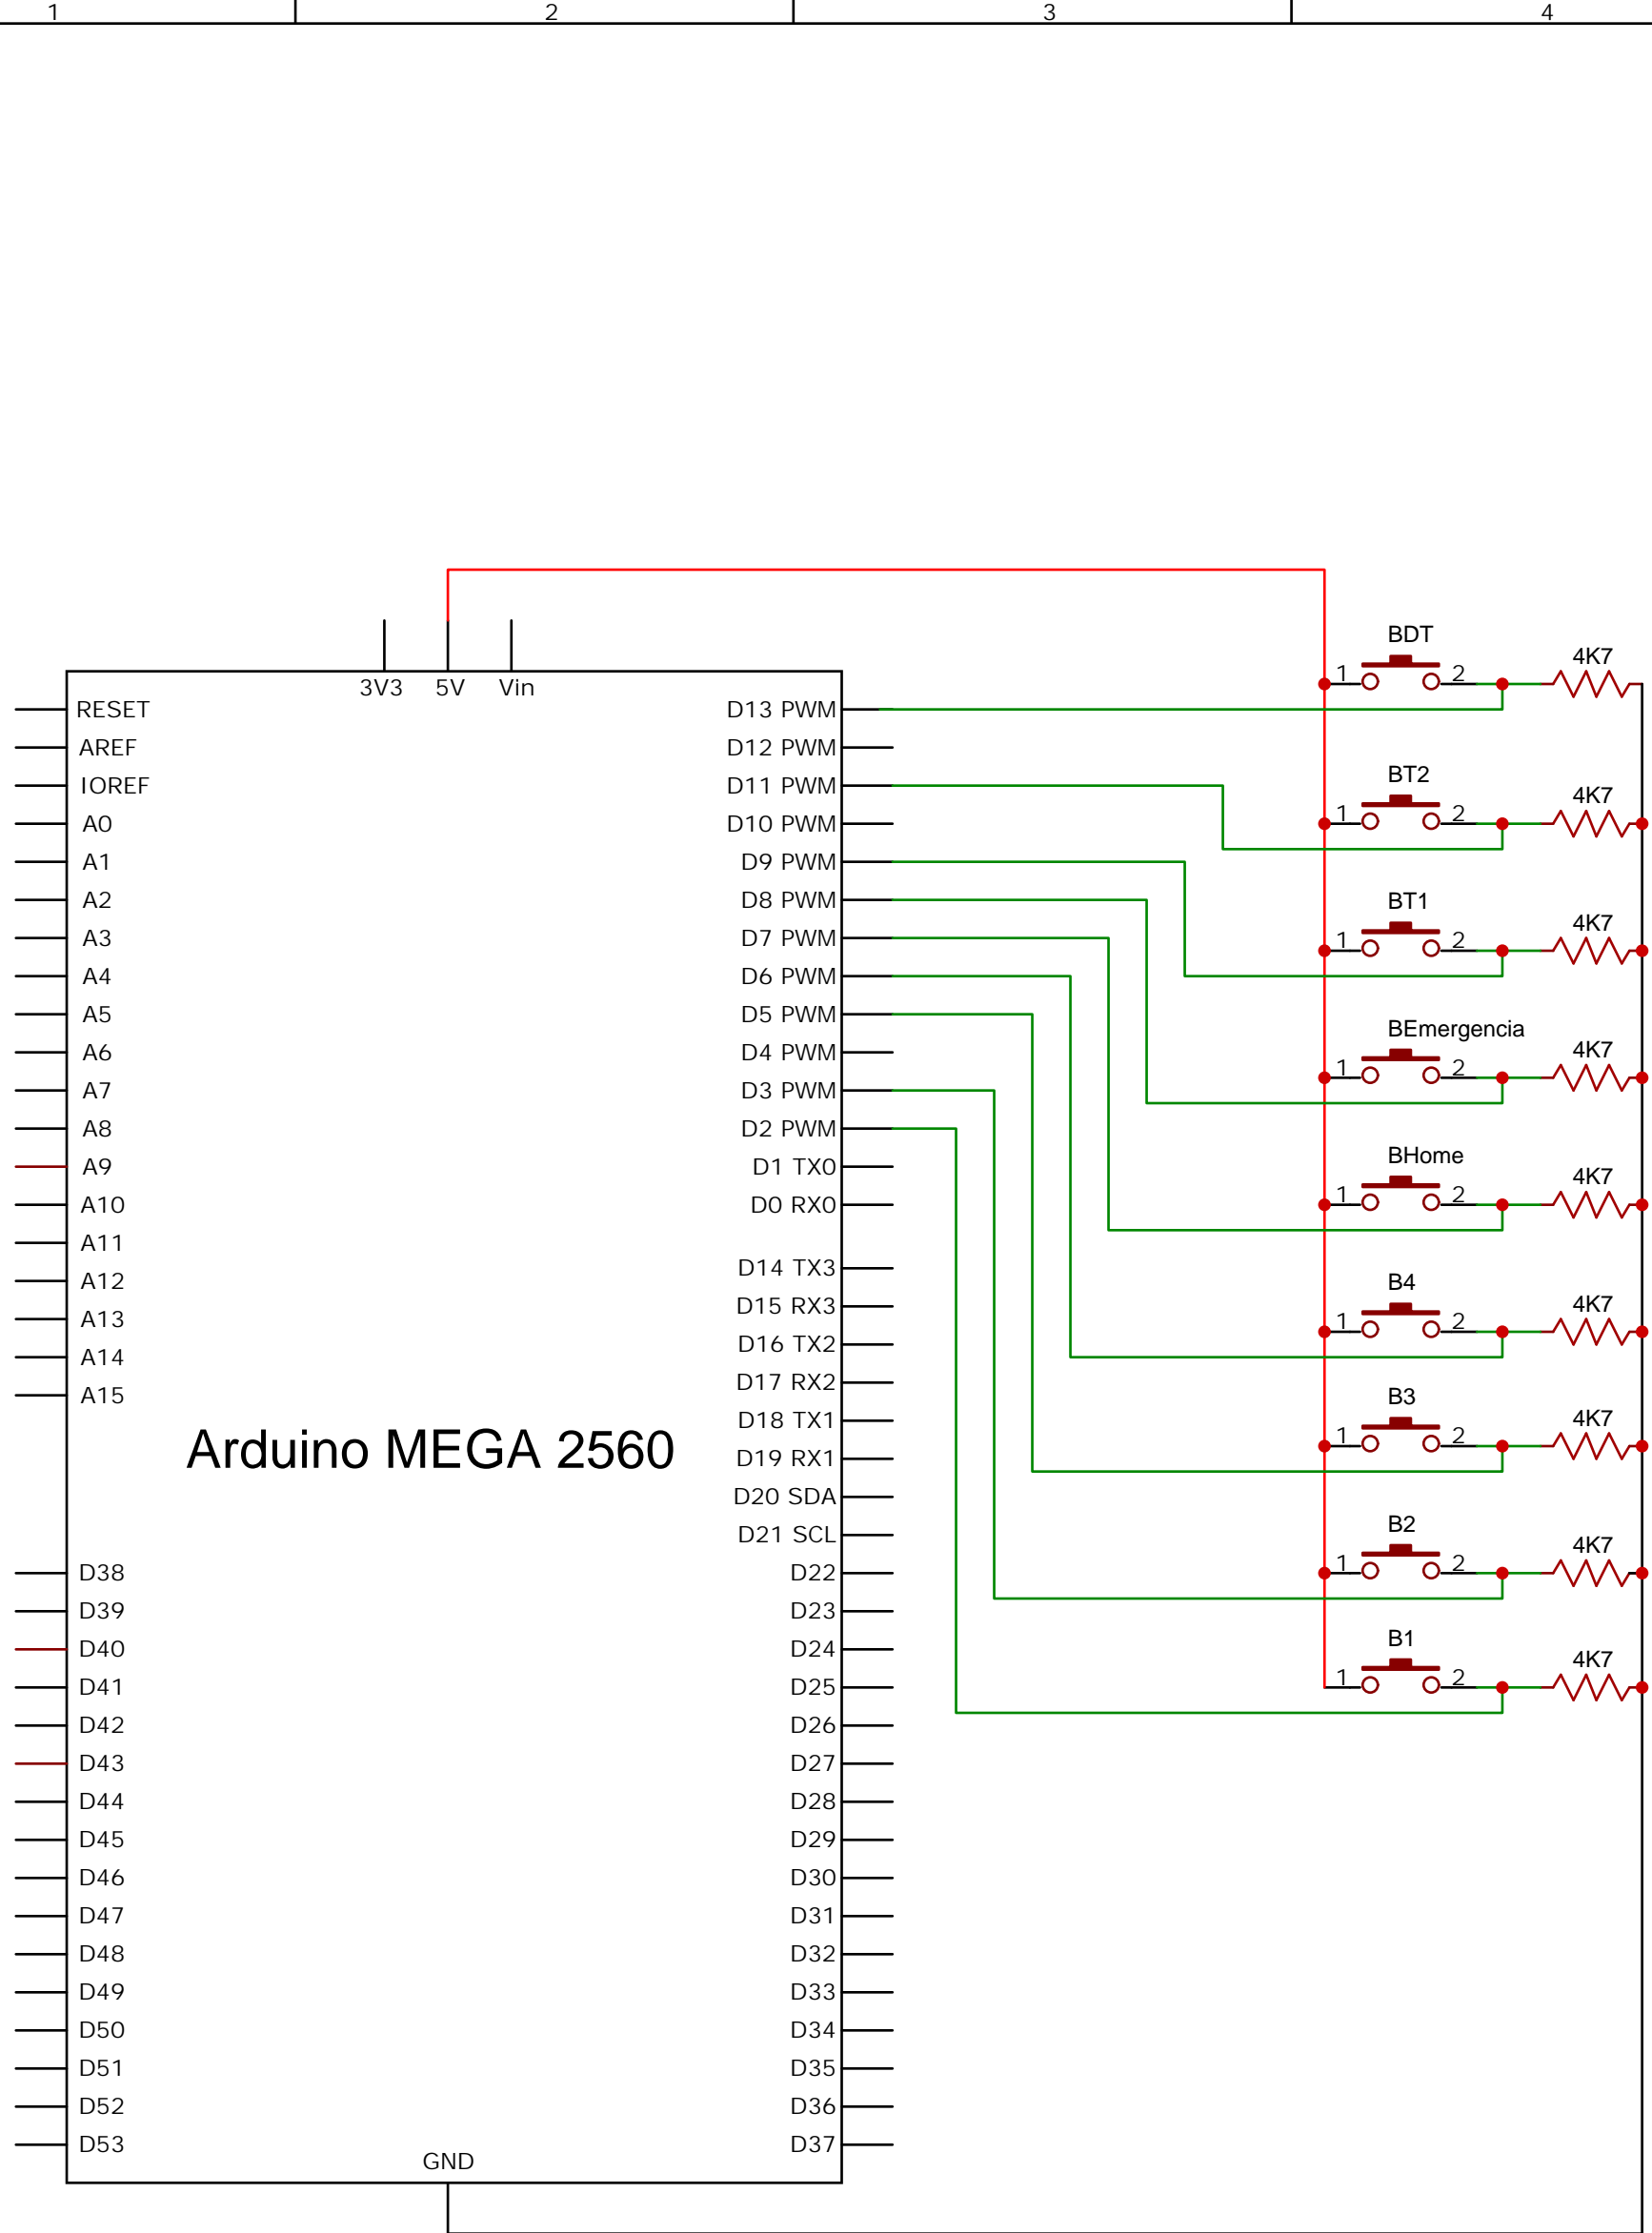 1 2 3 4
3V3 5V Vin
RESET
AREF
IOREF
A0
A1
A2
A3
A4
A5
A6
A7
A8
A9
A10
A11
A12
A13
A14
A15
Arduino MEGA 2560
D38
D39
D40
D41
D42
D43
D44
D45
D46
D47
D48
D49
D50
D51
D52
D53
GND
D13 PWM
D12 PWM
D11 PWM
D10 PWM
D9 PWM
D8 PWM
D7 PWM
D6 PWM
D5 PWM
D4 PWM
D3 PWM
D2 PWM
D1 TX0
D0 RX0
D14 TX3
D15 RX3
D16 TX2
D17 RX2
D18 TX1
D19 RX1
D20 SDA
D21 SCL
D22
D23
D24
D25
D26
D27
D28
D29
D30
D31
D32
D33
D34
D35
D36
D37
BDT
1 2 4K7
BT2
1 2 4K7
BT1
1 2 4K7
BEmergencia
1 2 4K7
BHome
1 2 4K7
B4
1 2 4K7
B3
1 2 4K7
B2
1 2 4K7
B1
1 2 4K7